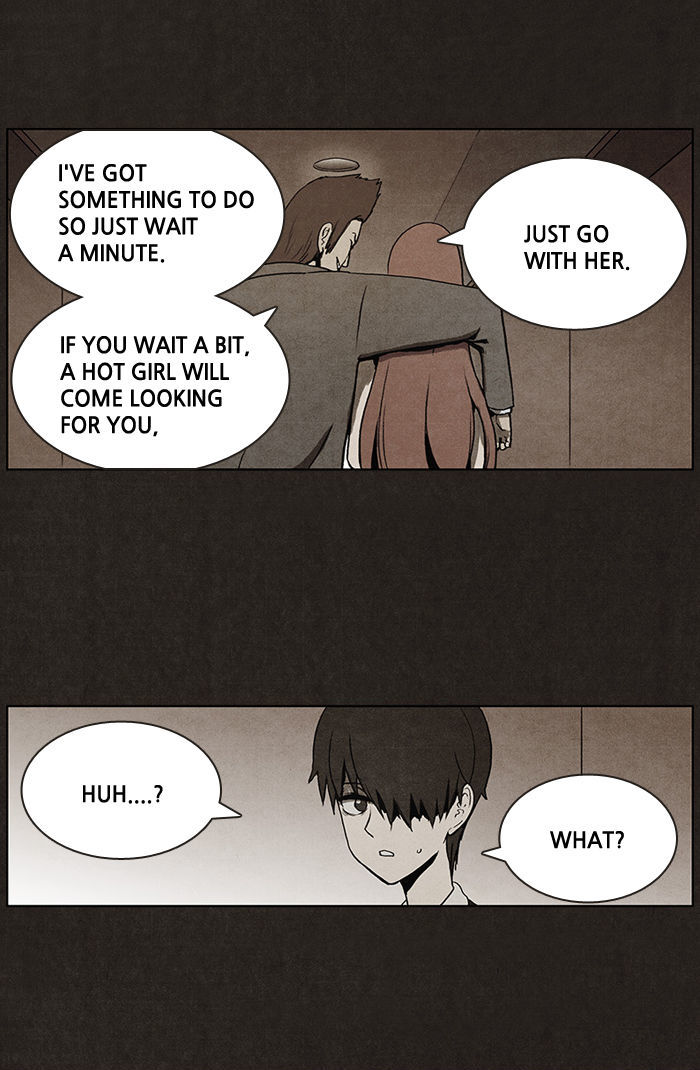 I'VE GOT
SOMETHING TO DO
SO JUST WAIT
A MINUTE.
IF YOU WAIT A BIT,
A HOT GIRL WILL
COME LOOKING
FOR YOU,
JUST GO
WITH HER.
HUH....?
WHAT?